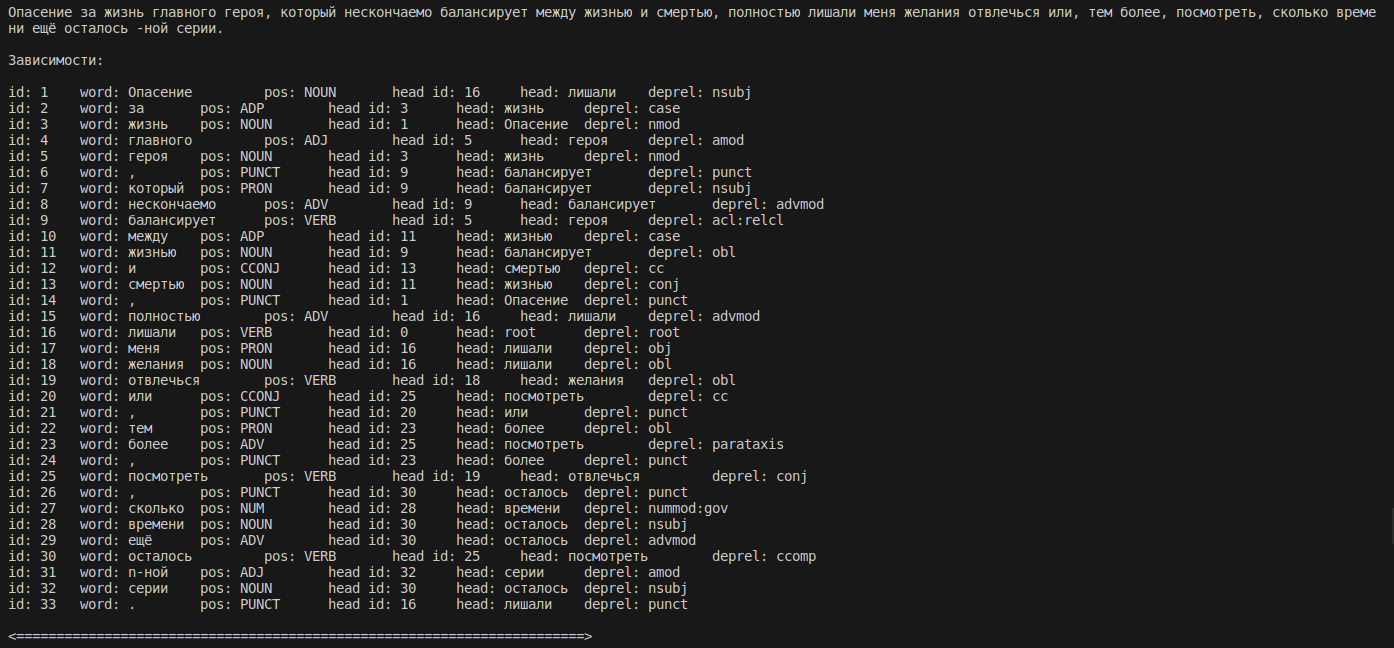 Опасение за жизнь главного героя, который нескончаемо балансирует между жизнью и смертью, полностью лишали меня желания отвлечься или, тем более, посмотреть, сколько време
ни ещё осталось -ной серии.
Зависимости:
id: 1 word: Опасение pos: NOUN head id: 16 head: лишали deprel: nsubj
id: 2 word: за pos: ADP head id: 3 head: жизнь deprel: case
id: 3 word: жизнь pos: NOUN head id: 1 head: Опасение deprel: nmod
id: 4 word: главного pos: ADJ head id: 5 head: героя deprel: amod
id: 5 word: героя pos: NOUN head id: 3 head: жизнь deprel: nmod
id: 6 word: , pos: PUNCT head id: 9 head: балансирует deprel: punct
id: 7 word: который pos: PRON head id: 9 head: балансирует deprel: nsubj
id: 8 word: нескончаемо pos: ADV head id: 9 head: балансирует deprel: advmod
id: 9 word: балансирует pos: VERB head id: 5 head: героя deprel: acl:relcl
id: 10 word: между pos: ADP head id: 11 head: жизнью deprel: case
id: 11 word: жизнью pos: NOUN head id: 9 head: балансирует deprel: obl
id: 12 word: и pos: CCONJ head id: 13 head: смертью deprel: cc
id: 13 word: смертью pos: NOUN head id: 11 head: жизнью deprel: conj
id: 14 word: , pos: PUNCT head id: 1 head: Опасение deprel: punct
id: 15 word: полностью pos: ADV head id: 16 head: лишали deprel: advmod
id: 16 word: лишали pos: VERB head id: 0 head: root deprel: root
id: 17 word: меня pos: PRON head id: 16 head: лишали deprel: obj
id: 18 word: желания pos: NOUN head id: 16 head: лишали deprel: obl
id: 19 word: отвлечься pos: VERB head id: 18 head: желания deprel: obl
id: 20 word: или pos: CCONJ head id: 25 head: посмотреть deprel: cc
id: 21 word: , pos: PUNCT head id: 20 head: или deprel: punct
id: 22 word: тем pos: PRON head id: 23 head: более deprel: obl
id: 23 word: более pos: ADV head id: 25 head: посмотреть deprel: parataxis
id: 24 word: , pos: PUNCT head id: 23 head: более deprel: punct
id: 25 word: посмотреть pos: VERB head id: 19 head: отвлечься deprel: conj
id: 26 word: , pos: PUNCT head id: 30 head: осталось deprel: punct
id: 27 word: сколько pos: NUM head id: 28 head: времени deprel: nummod:gov
id: 28 word: времени pos: NOUN head id: 30 head: осталось deprel: nsubj
id: 29 word: ещё pos: ADV head id: 30 head: осталось deprel: advmod
id: 30 word: осталось pos: VERB head id: 25 head: посмотреть deprel: ccomp
id: 31 word: n-ной pos: ADJ head id: 32 head: серии deprel: amod
id: 32 word: серии pos: NOUN head id: 30 head: осталось deprel: nsubj
id: 33 word: . pos: PUNCT head id: 16 head: лишали deprel: punct
<=======================================================================>